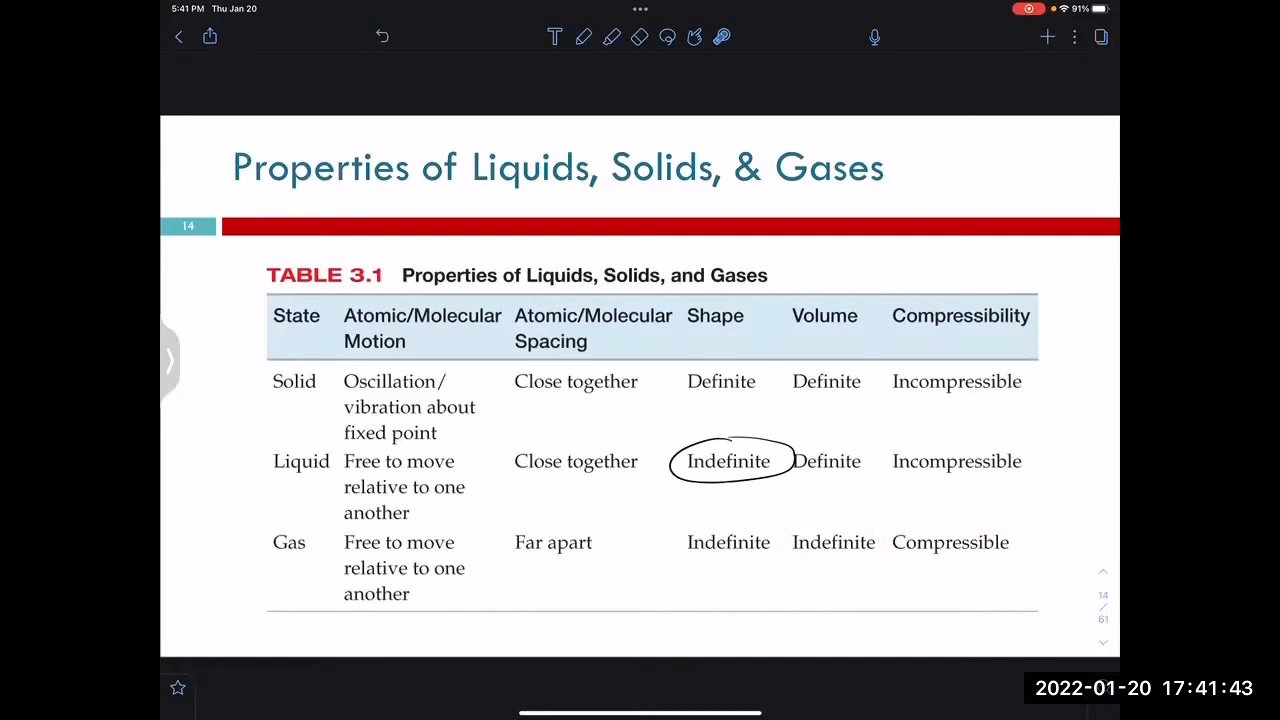 5:41 PM Thu Jan 20
91%
Properties of Liquids, Solids, & Gases
14
TABLE 3.1 Properties of Liquids, Solids, and Gases
State Atomic/Molecular Motion Atomic/Molecular Spacing Shape Volume Compressibility
Solid Oscillation/ vibration about fixed point Close together Definite Definite Incompressible
Liquid Free to move relative to one another Close together Indefinite Definite Incompressible
Gas Free to move relative to one another Far apart Indefinite Indefinite Compressible
14
/
61
2022-01-20 17:41:43